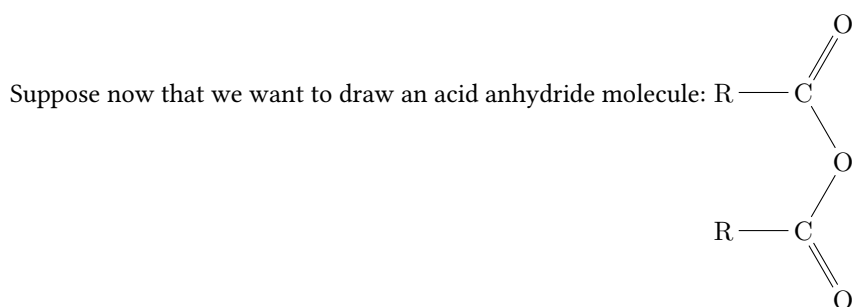 O
Suppose now that we want to draw an acid anhydride molecule: R C
O
R C
O